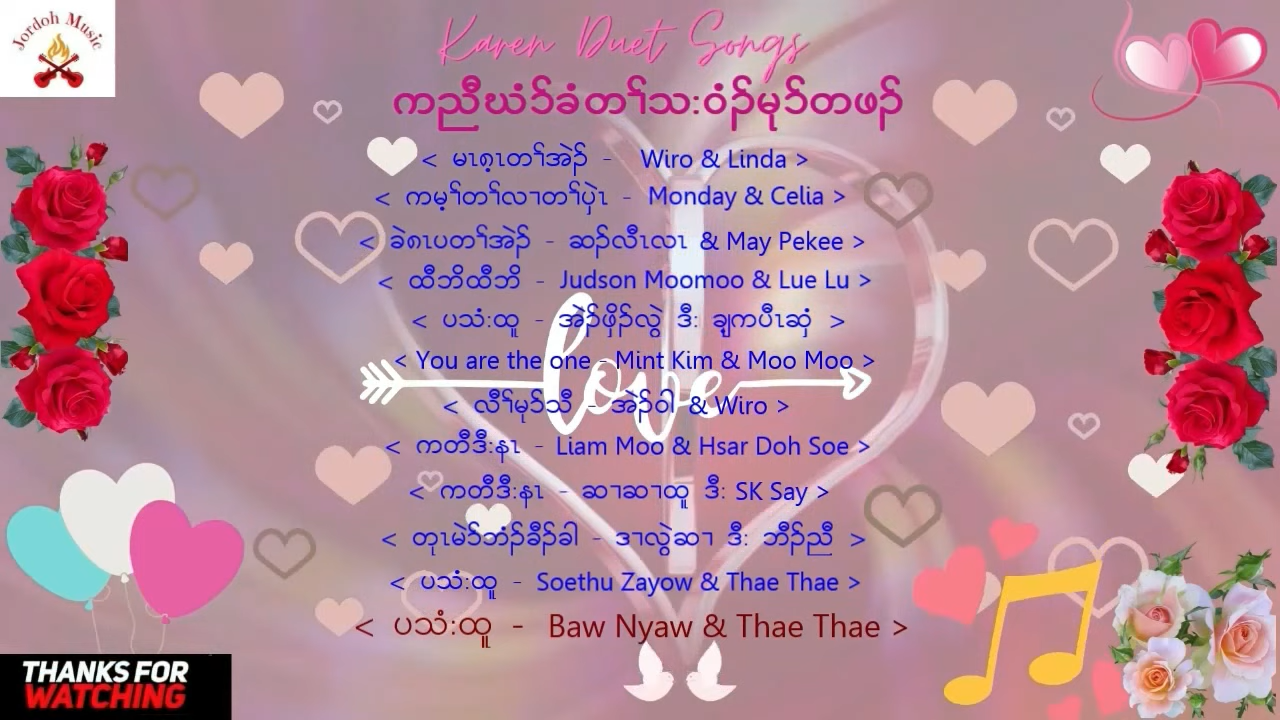 Jordoh Music
Karen Duet Songs
ကညီဃံာ်ခံတၢ်သးဝံၣ်မုာ်တဖၣ်
< မၤစ့ၤတၢ်အဲၣ် - Wiro & Linda >
< ကမ့ၢ်တၢ်လၢတၢ်ပှဲၤ - Monday & Celia >
< ခဲ၈ၤပတၢ်အဲၣ် - ဆၣ်လီၤလၤ & May Pekee >
< ထီဘိထီဘိ - Judson Moomoo & Lue Lu >
< ပသံးထူ - အဲၣ်ဖှိၣ်လွဲ ဒီး ချ့ကပီၤဆုံ >
< You are the one - Mint Kim & Moo Moo >
love
< လီၢ်မုာ်သီ - အဲၣ်ဝါ & Wiro >
< ကတီဒီးနၤ - Liam Moo & Hsar Doh Soe >
< ကတီဒီးနၤ - ဆၢဆၢထူ ဒီး SK Say >
< တုၤမဲာ်ဘံၣ်ခီၣ်ခါ - ဒၢလွဲဆၢ ဒီး ဘီၣ်ညီ >
< ပသံးထူ - Soethu Zayow & Thae Thae >
< ပသံးထူ - Baw Nyaw & Thae Thae >
THANKS FOR
WATCHING